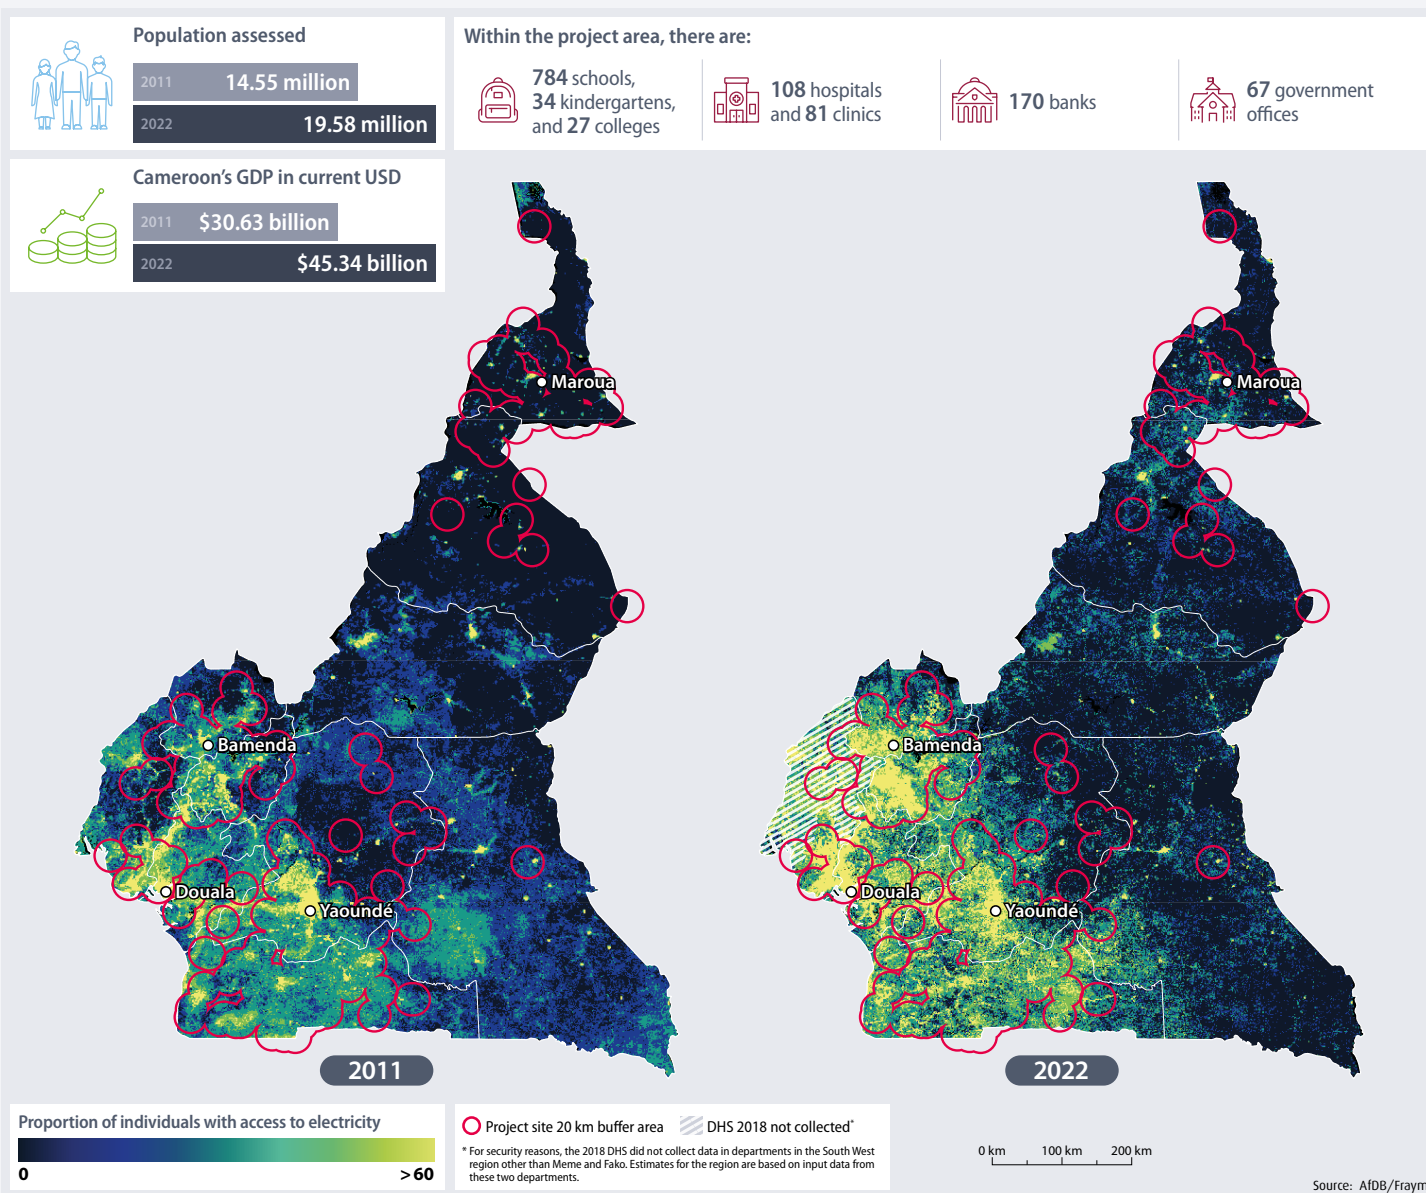 Population assessed
2011 14.55 million
2022 19.58 million
Within the project area, there are:
784 schools,
34 kindergartens,
and 27 colleges
108 hospitals
and 81 clinics
170 banks
67 government
offices
Cameroon’s GDP in current USD
2011 $30.63 billion
2022 $45.34 billion
Maroua
Bamenda
Douala
Yaoundé
2011
Maroua
Bamenda
Douala
Yaoundé
2022
Proportion of individuals with access to electricity
0 >60
Project site 20 km buffer area
DHS 2018 not collected*
* For security reasons, the 2018 DHS did not collect data in departments in the South West
region other than Meme and Fako. Estimates for the region are based on input data from
these two departments.
0 km 100 km 200 km
Source: AfDB/Fraym